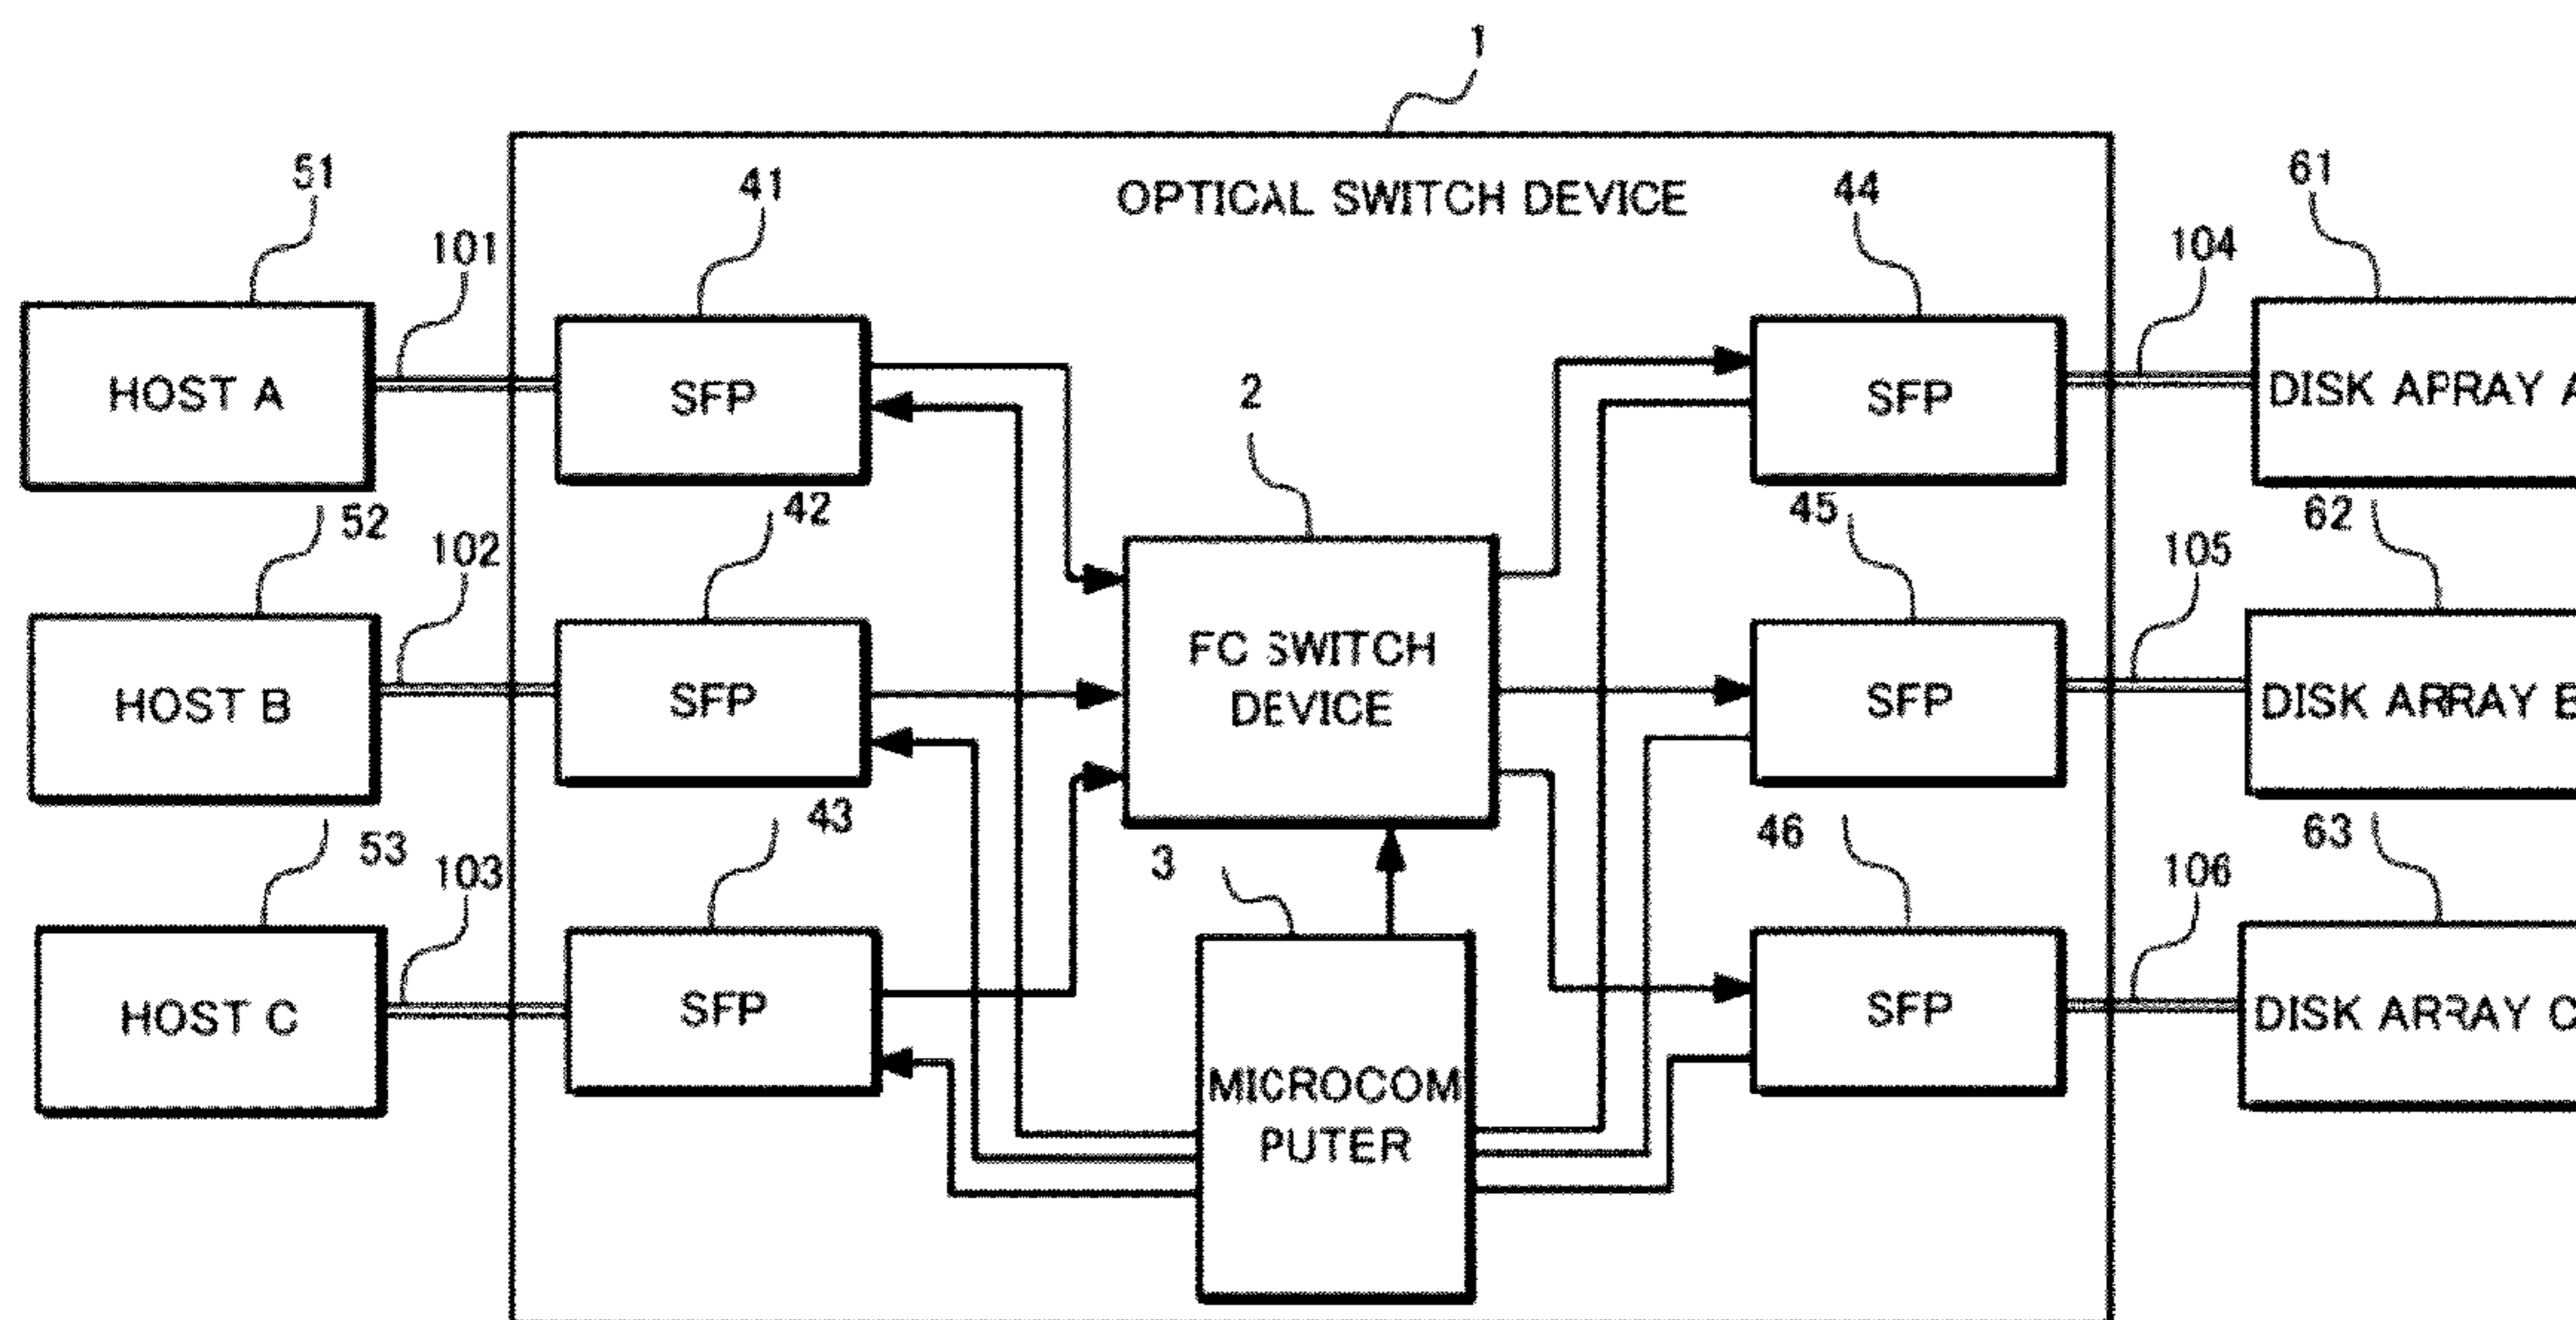 1
OPTICAL SWITCH DEVICE
51
101
41
44
104
61
HOST A
SFP
2
SFP
DISK APRAY A
52
102
42
45
105
62
HOST B
SFP
FC SWITCH
DEVICE
SFP
DISK ARRAY B
53
103
43
3
46
106
63
HOST C
SFP
MICROCOM
PUTER
SFP
DISK ARRAY C